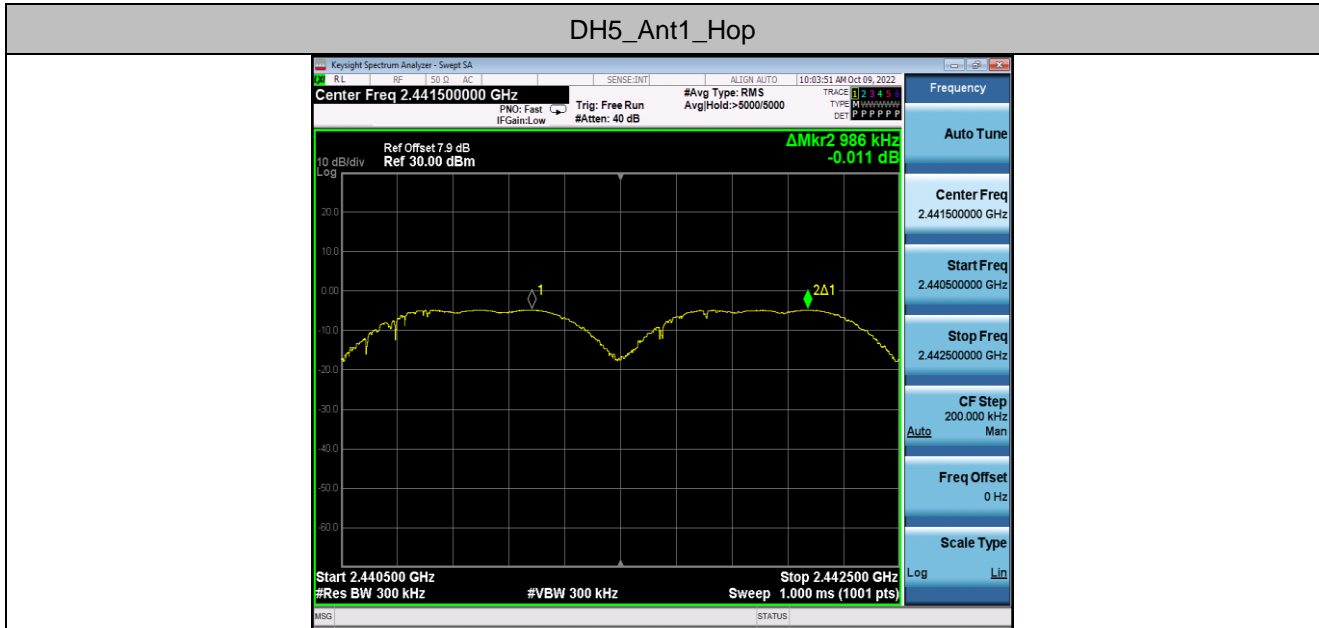 DH5_Ant1_Hop
Keysight Spectrum Analyzer - Swept SA
RL RF 50 Ω AC SENSE:INT ALIGN AUTO 10:03:51 AM Oct 09, 2022
Center Freq 2.441500000 GHz
PNO: Fast
IFGain:Low
Trig: Free Run
#Atten: 40 dB
#Avg Type: RMS
Avg|Hold:>5000/5000
TRACE 1 2 3 4 5 6
TYPE M WWWWW
DET P P P P P P
Ref Offset 7.9 dB
10 dB/div Ref 30.00 dBm
Log
ΔMkr2 986 kHz
-0.011 dB
20.0
10.0
0.00
-10.0
-20.0
-30.0
-40.0
-50.0
-60.0
1
2Δ1
Start 2.440500 GHz Stop 2.442500 GHz
#Res BW 300 kHz #VBW 300 kHz Sweep 1.000 ms (1001 pts)
MSG STATUS
Frequency
Auto Tune
Center Freq
2.441500000 GHz
Start Freq
2.440500000 GHz
Stop Freq
2.442500000 GHz
CF Step
200.000 kHz
Auto Man
Freq Offset
0 Hz
Scale Type
Log Lin